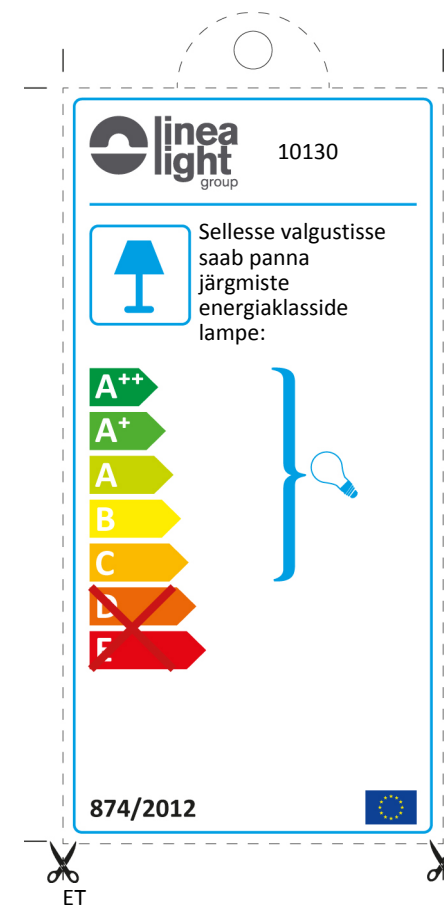 linea
light
group
10130
Sellesse valgustisse
saab panna
järgmiste
energiaklasside
lampe:
A++
A+
A
B
C
D
E
874/2012
ET